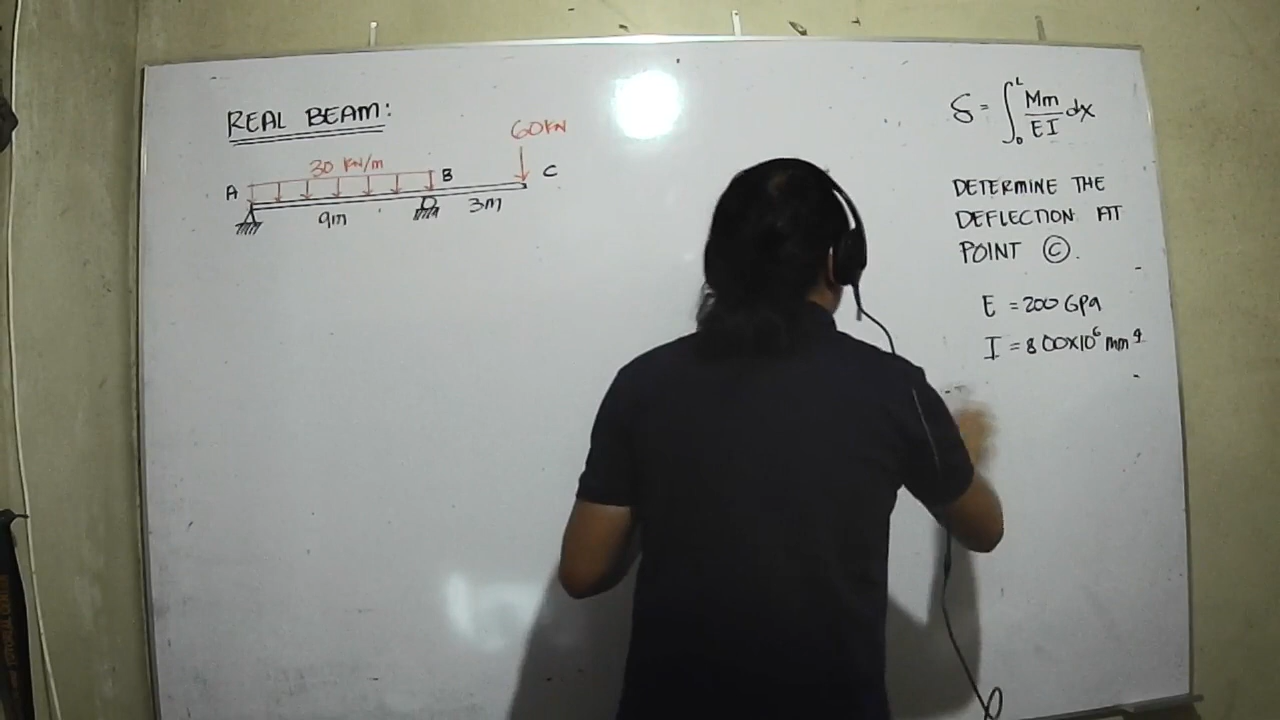 REAL BEAM:
60KN
30 KN/m
A
B
C
9m
3m
δ = ∫₀ᴸ Mm/EI dx
DETERMINE THE
DEFLECTION AT
POINT Ⓒ.
E = 200 GPa
I = 800x10⁶ mm⁴